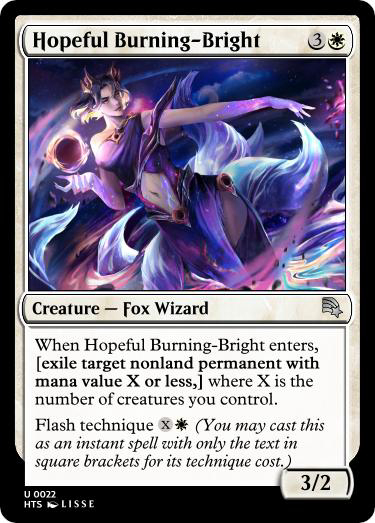 Hopeful Burning-Bright 3
Creature — Fox Wizard
When Hopeful Burning-Bright enters,
[exile target nonland permanent with
mana value X or less,] where X is the
number of creatures you control.
Flash technique X (You may cast this
as an instant spell with only the text in
square brackets for its technique cost.)
3/2
U 0022
HTS LISSE